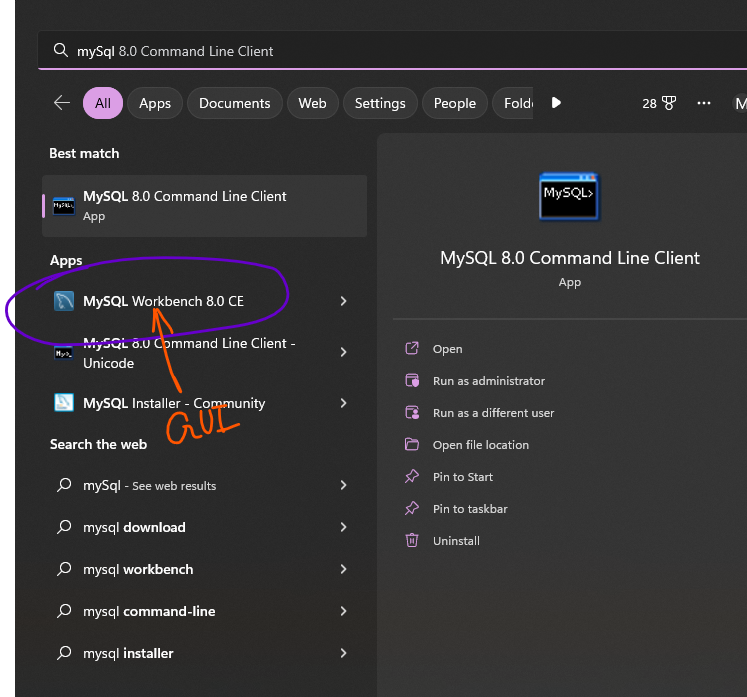 mySql 8.0 Command Line Client
All Apps Documents Web Settings People Folde 28 ... M
Best match
MySQL 8.0 Command Line Client
App
Apps
MySQL Workbench 8.0 CE
MySQL 8.0 Command Line Client -
Unicode
MySQL Installer - Community
GUI
Search the web
mySql - See web results
mysql download
mysql workbench
mysql command-line
mysql installer
MySQL>
MySQL 8.0 Command Line Client
App
Open
Run as administrator
Run as a different user
Open file location
Pin to Start
Pin to taskbar
Uninstall